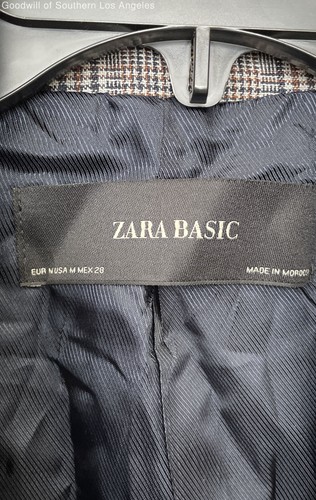 Goodwill of Southern Los Angeles
ZARA BASIC
EUR M USA M MEX 28
MADE IN MOROCCO